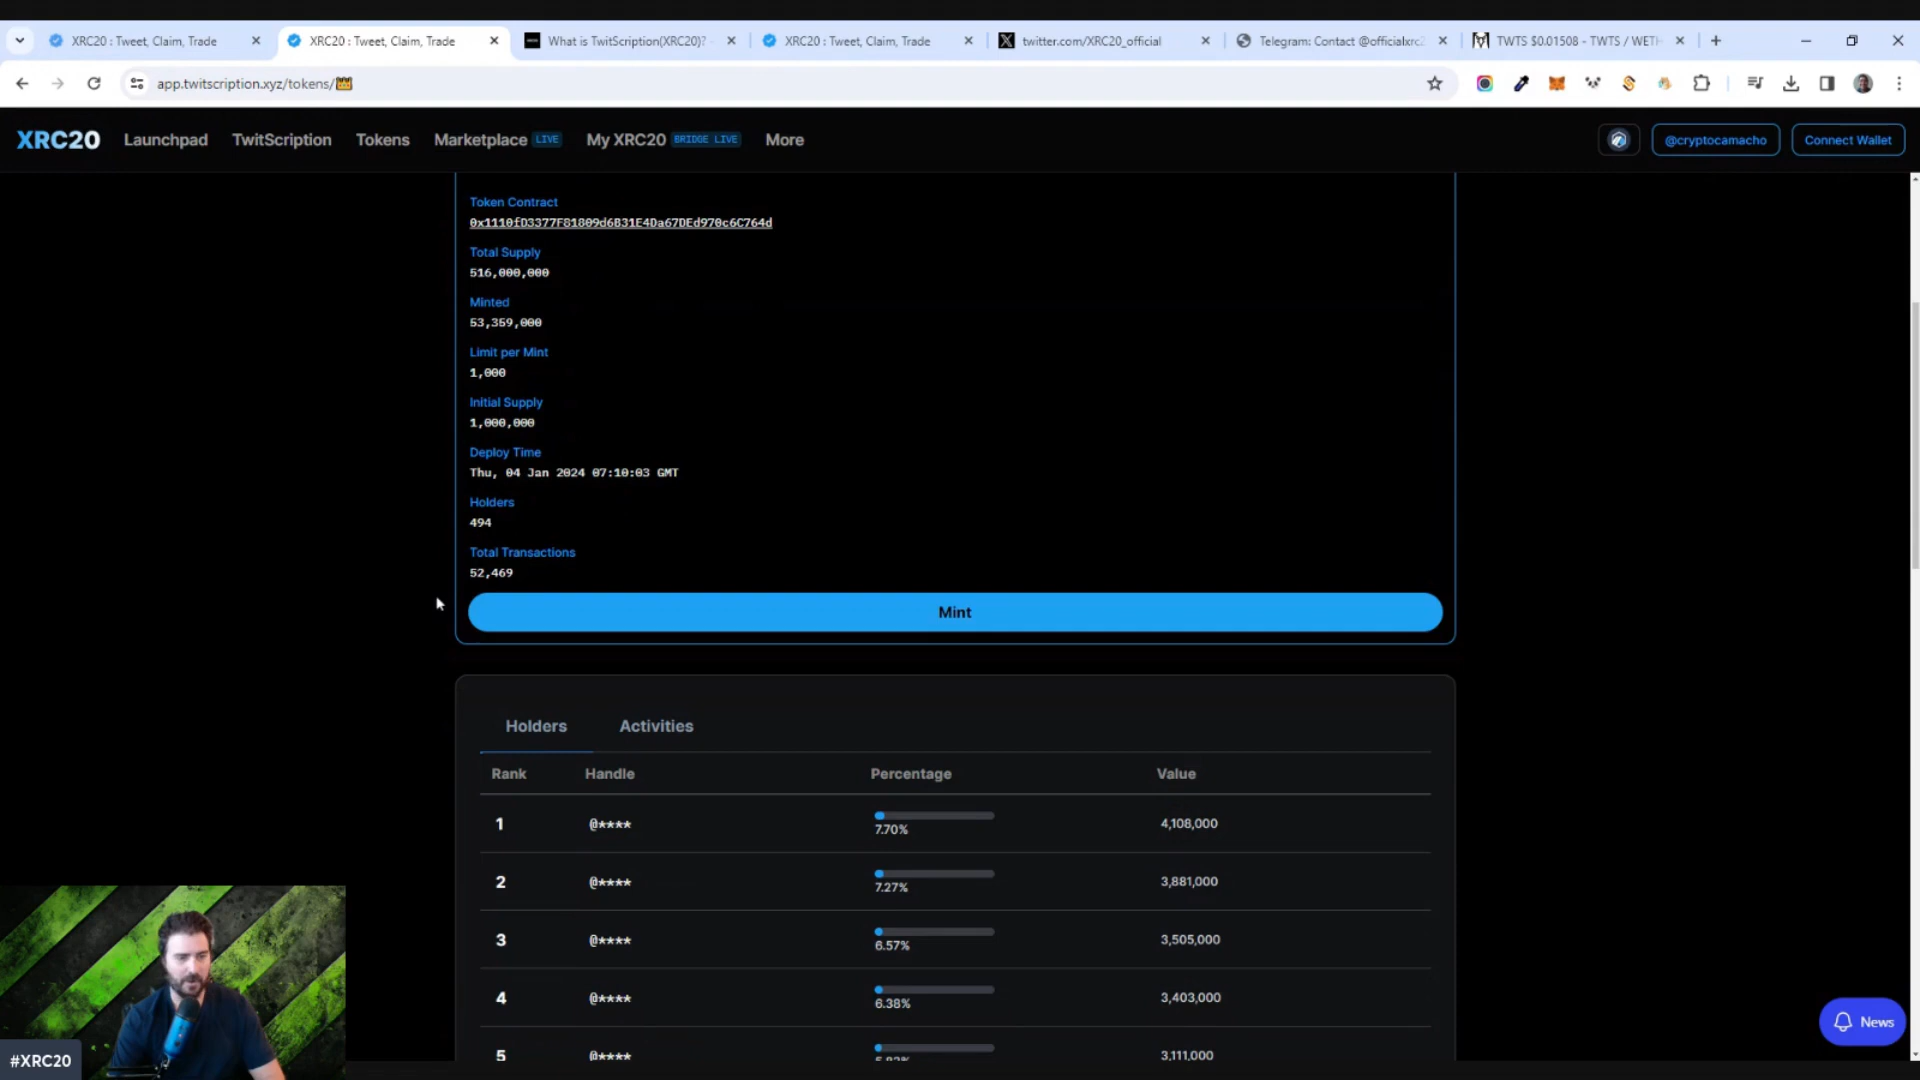 XRC20 : Tweet, Claim, Trade
XRC20 : Tweet, Claim, Trade
What is TwitScription(XRC20)?
XRC20 : Tweet, Claim, Trade
twitter.com/XRC20_official
Telegram: Contact @officialxrc2
TWTS $0.01508 - TWTS / WETH
app.twitscription.xyz/tokens/👑
XRC20
Launchpad
TwitScription
Tokens
Marketplace LIVE
My XRC20 BRIDGE LIVE
More
@cryptocamacho
Connect Wallet
Token Contract
0x1110fD3377F81809d6B31E4Da67DEd970c6C764d
Total Supply
516,000,000
Minted
53,359,000
Limit per Mint
1,000
Initial Supply
1,000,000
Deploy Time
Thu, 04 Jan 2024 07:10:03 GMT
Holders
494
Total Transactions
52,469
Mint
Holders Activities
Rank Handle Percentage Value
1 @**** 7.70% 4,108,000
2 @**** 7.27% 3,881,000
3 @**** 6.57% 3,505,000
4 @**** 6.38% 3,403,000
5 @**** 3,111,000
News
#XRC20